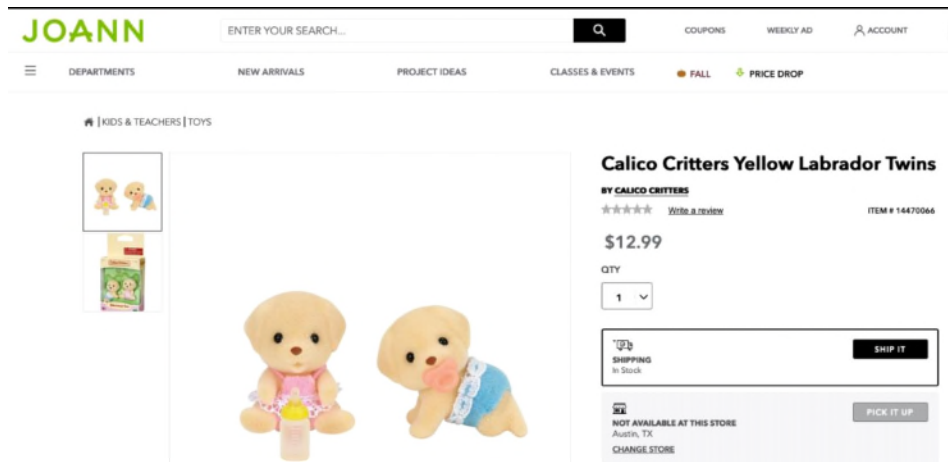 JOANN
ENTER YOUR SEARCH...
COUPONS
WEEKLY AD
ACCOUNT
DEPARTMENTS
NEW ARRIVALS
PROJECT IDEAS
CLASSES & EVENTS
FALL
PRICE DROP
| KIDS & TEACHERS | TOYS
Calico Critters Yellow Labrador Twins
BY CALICO CRITTERS
Write a review
ITEM # 14470066
$12.99
QTY
1
SHIPPING
In Stock
SHIP IT
NOT AVAILABLE AT THIS STORE
Austin, TX
CHANGE STORE
PICK IT UP